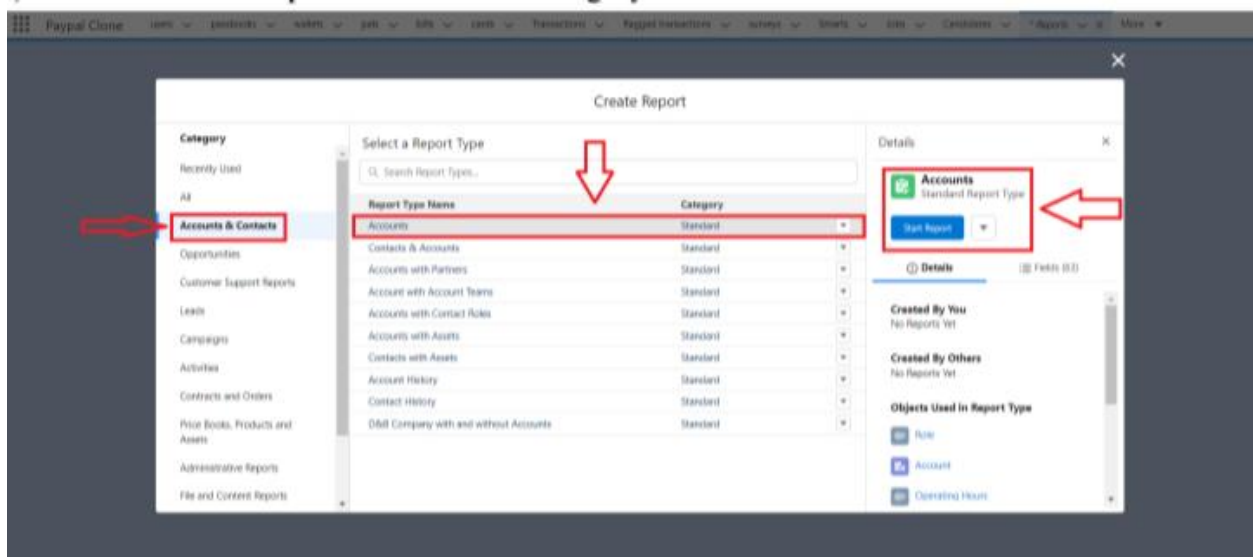 Paypal Clone
Transactions
More
Create Report
Category
Recently Used
All
Accounts & Contacts
Opportunities
Customer Support Reports
Leads
Campaigns
Activities
Contracts and Orders
Price Books, Products and
Assets
Administrative Reports
File and Content Reports
Select a Report Type
Search Report Types...
Report Type Name Category
Accounts Standard
Contacts & Accounts Standard
Accounts with Partners Standard
Account with Account Teams Standard
Accounts with Contact Roles Standard
Accounts with Assets Standard
Contacts with Assets Standard
Account History Standard
Contact History Standard
D&B Company with and without Accounts Standard
Details
Accounts
Standard Report Type
Start Report
Details Fields (83)
Created By You
No Reports Yet
Created By Others
No Reports Yet
Objects Used in Report Type
Role
Account
Operating Hours